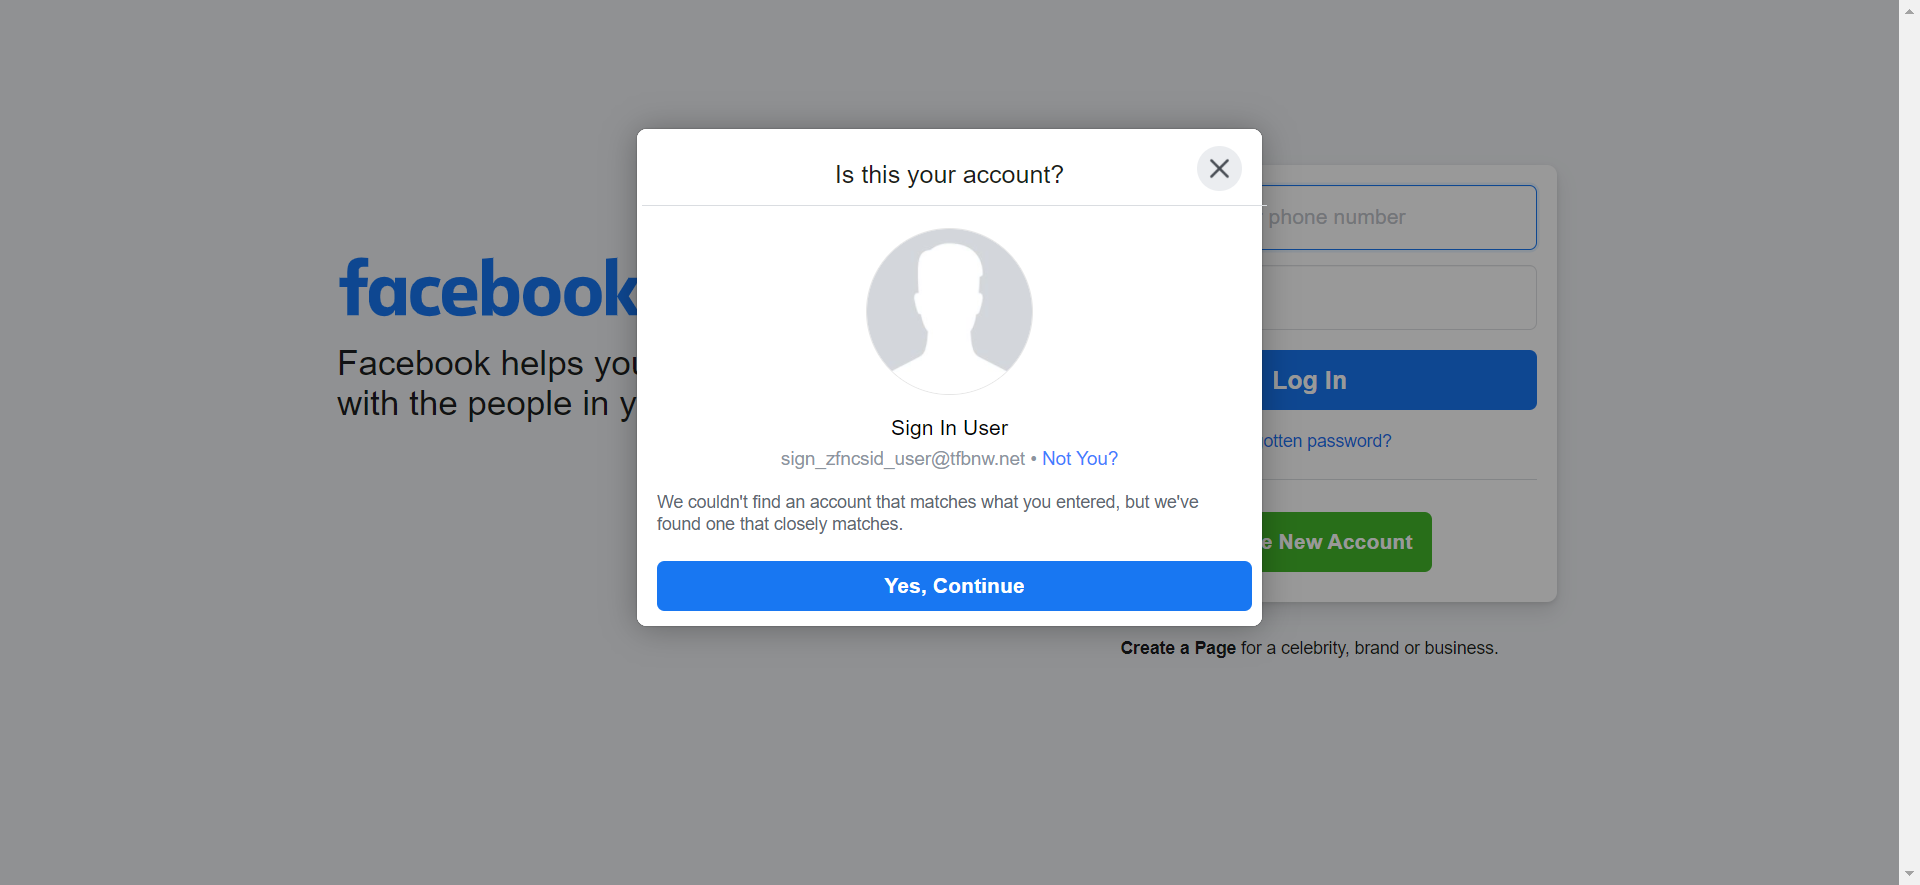 Is this your account?
phone number
facebook
Facebook helps you
with the people in y
Sign In User
sign_zfncsid_user@tfbnw.net • Not You?
We couldn't find an account that matches what you entered, but we've
found one that closely matches.
Yes, Continue
Log In
otten password?
e New Account
Create a Page for a celebrity, brand or business.